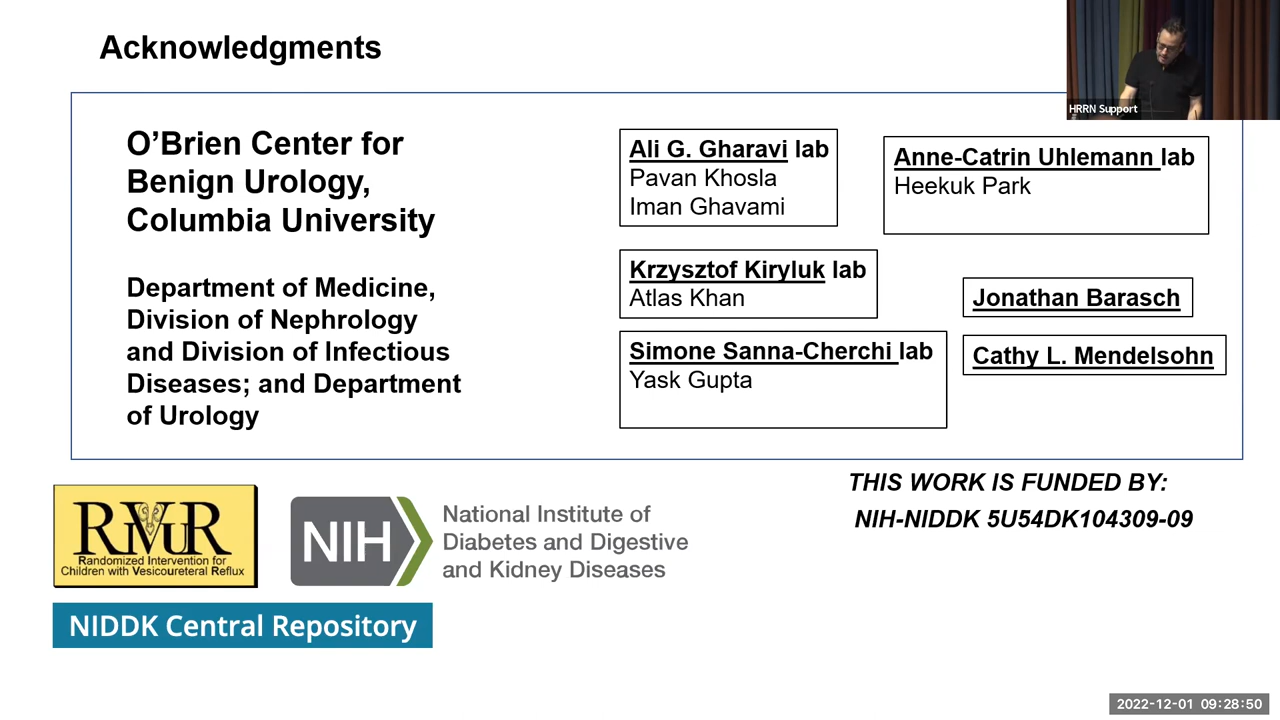 Acknowledgments
HRRN Support
O’Brien Center for
Benign Urology,
Columbia University
Department of Medicine,
Division of Nephrology
and Division of Infectious
Diseases; and Department
of Urology
Ali G. Gharavi lab
Pavan Khosla
Iman Ghavami
Anne-Catrin Uhlemann lab
Heekuk Park
Krzysztof Kiryluk lab
Atlas Khan
Jonathan Barasch
Simone Sanna-Cherchi lab
Yask Gupta
Cathy L. Mendelsohn
THIS WORK IS FUNDED BY:
NIH-NIDDK 5U54DK104309-09
RIVUR
Randomized Intervention for
Children with Vesicoureteral Reflux
NIH
National Institute of
Diabetes and Digestive
and Kidney Diseases
NIDDK Central Repository
2022-12-01 09:28:50